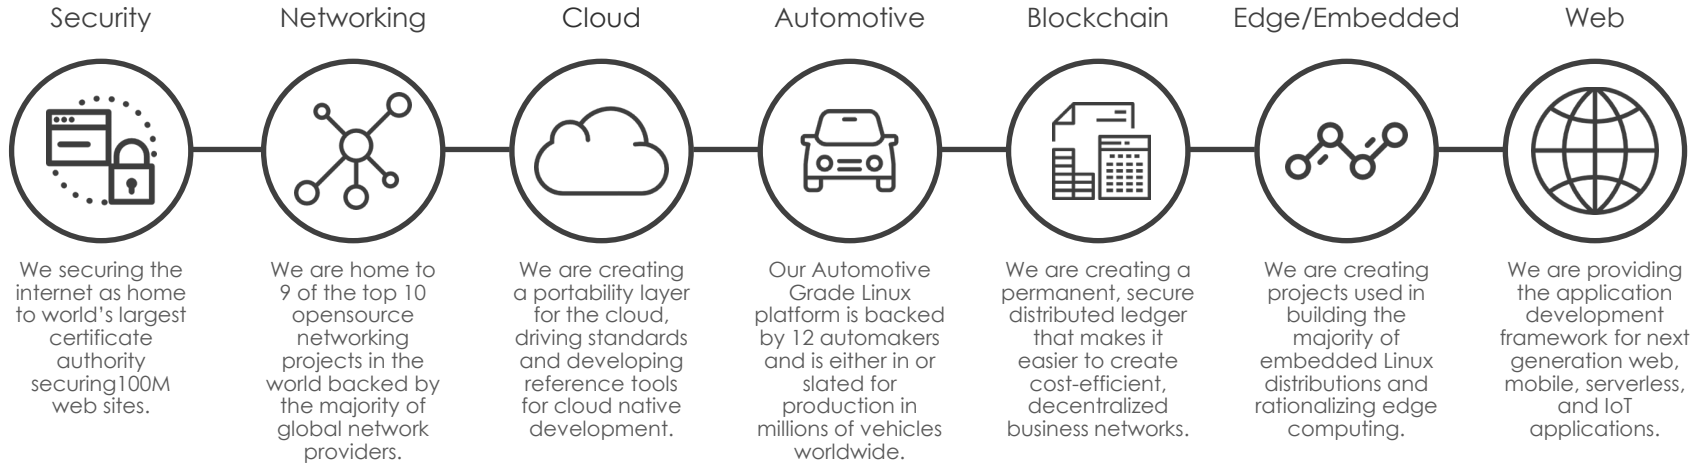 Security
We securing the
internet as home
to world's largest
certificate
authority
securing100M
web sites.
Networking
We are home to
9 of the top 10
opensource
networking
projects in the
world backed by
the majority of
global network
providers.
Cloud
We are creating
a portability layer
for the cloud,
driving standards
and developing
reference tools
for cloud native
development.
Automotive
Our Automotive
Grade Linux
platform is backed
by 12 automakers
and is either in or
slated for
production in
millions of vehicles
worldwide.
Blockchain
We are creating a
permanent, secure
distributed ledger
that makes it
easier to create
cost-efficient,
decentralized
business networks.
Edge/Embedded
We are creating
projects used in
building the
majority of
embedded Linux
distributions and
rationalizing edge
computing.
Web
We are providing
the application
development
framework for next
generation web,
mobile, serverless,
and IoT
applications.